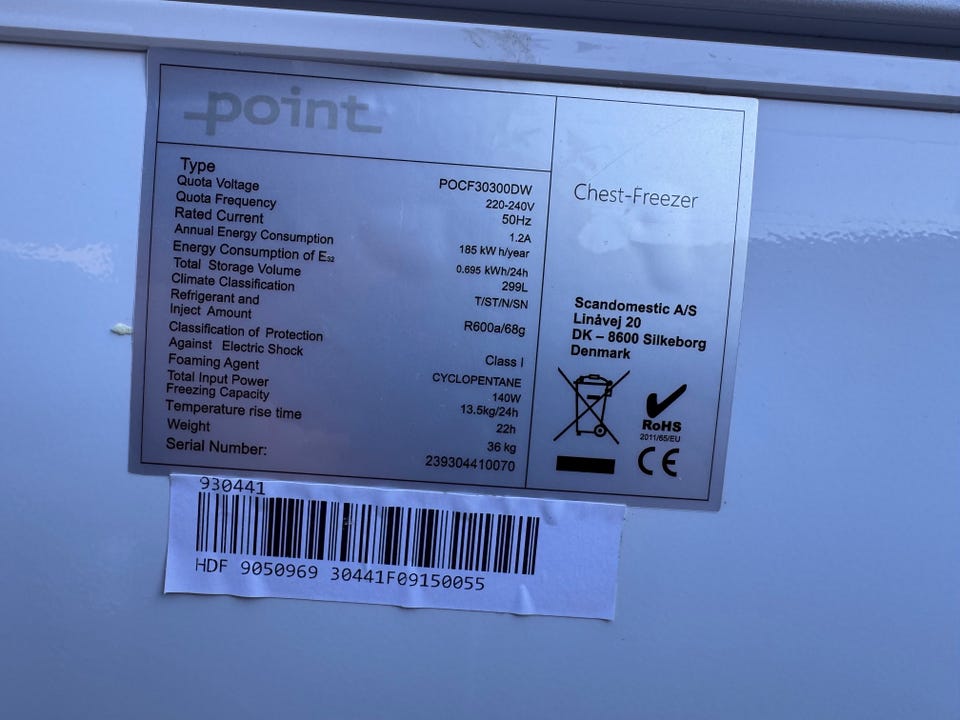 point
Type POCF30300DW
Quota Voltage 220-240V
Quota Frequency 50Hz
Rated Current 1.2A
Annual Energy Consumption 185 kW h/year
Energy Consumption of E₃₂ 0.695 kWh/24h
Total Storage Volume 299L
Climate Classification T/ST/N/SN
Refrigerant and
Inject Amount R600a/68g
Classification of Protection
Against Electric Shock Class I
Foaming Agent CYCLOPENTANE
Total Input Power 140W
Freezing Capacity 13.5kg/24h
Temperature rise time 22h
Weight 36 kg
Serial Number: 239304410070
Chest-Freezer
Scandomestic A/S
Linåvej 20
DK – 8600 Silkeborg
Denmark
RoHS
2011/65/EU
CE
930441
HDF 9050969 30441F09150055